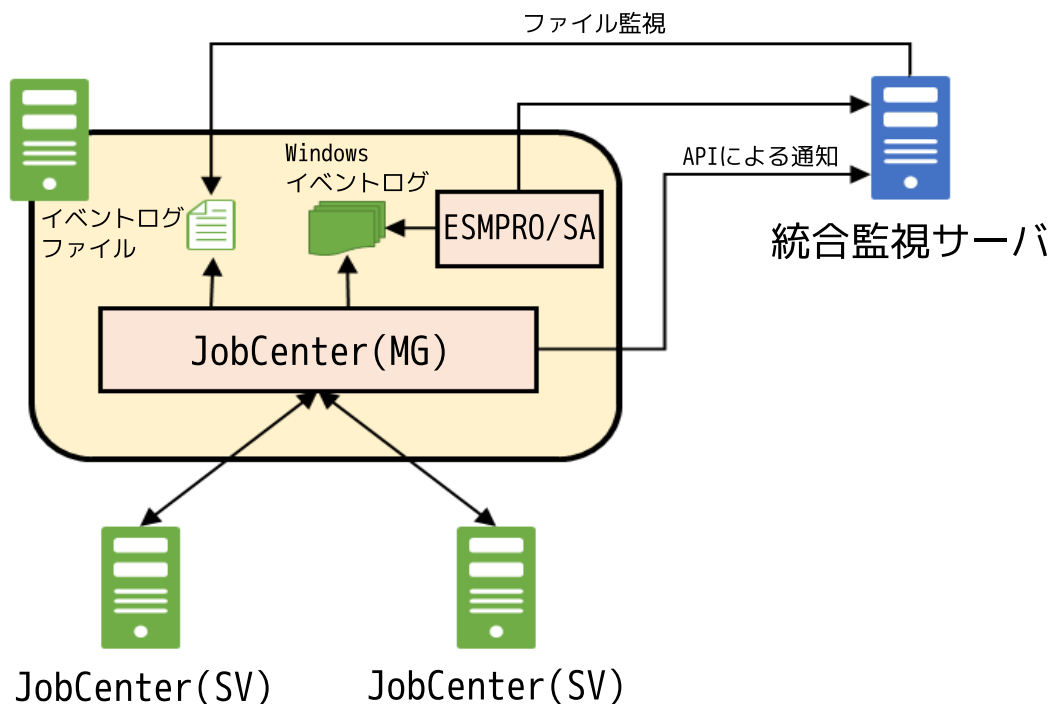 ファイル監視
Windows
イベントログ
APIによる通知
イベントログ
ファイル
ESMPRO/SA
統合監視サーバ
JobCenter(MG)
JobCenter(SV)
JobCenter(SV)